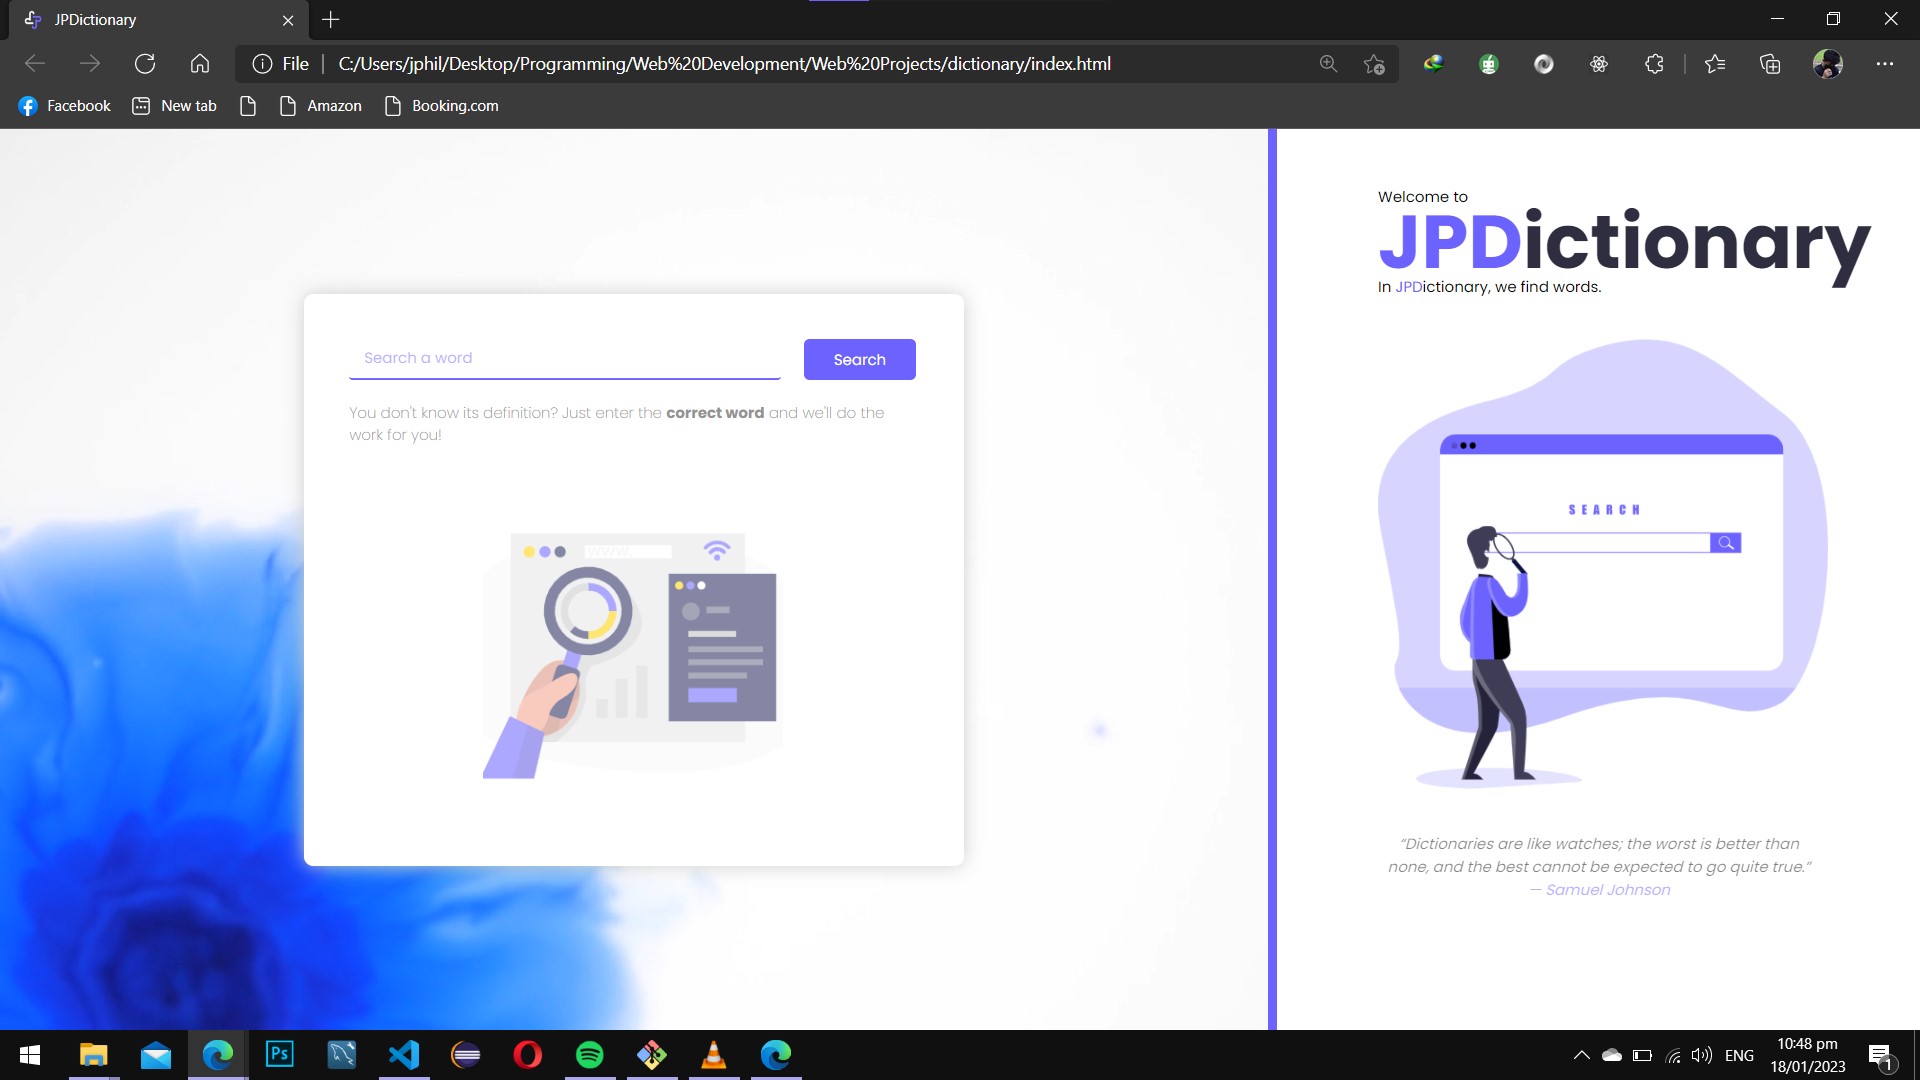 JPDictionary
File
C:/Users/jphil/Desktop/Programming/Web%20Development/Web%20Projects/dictionary/index.html
Facebook
New tab
Amazon
Booking.com
Search a word
Search
You don't know its definition? Just enter the correct word and we'll do the
work for you!
www.
Welcome to
JPDictionary
In JPDictionary, we find words.
SEARCH
“Dictionaries are like watches; the worst is better than
none, and the best cannot be expected to go quite true.”
— Samuel Johnson
Ps
ENG
10:48 pm
18/01/2023
1